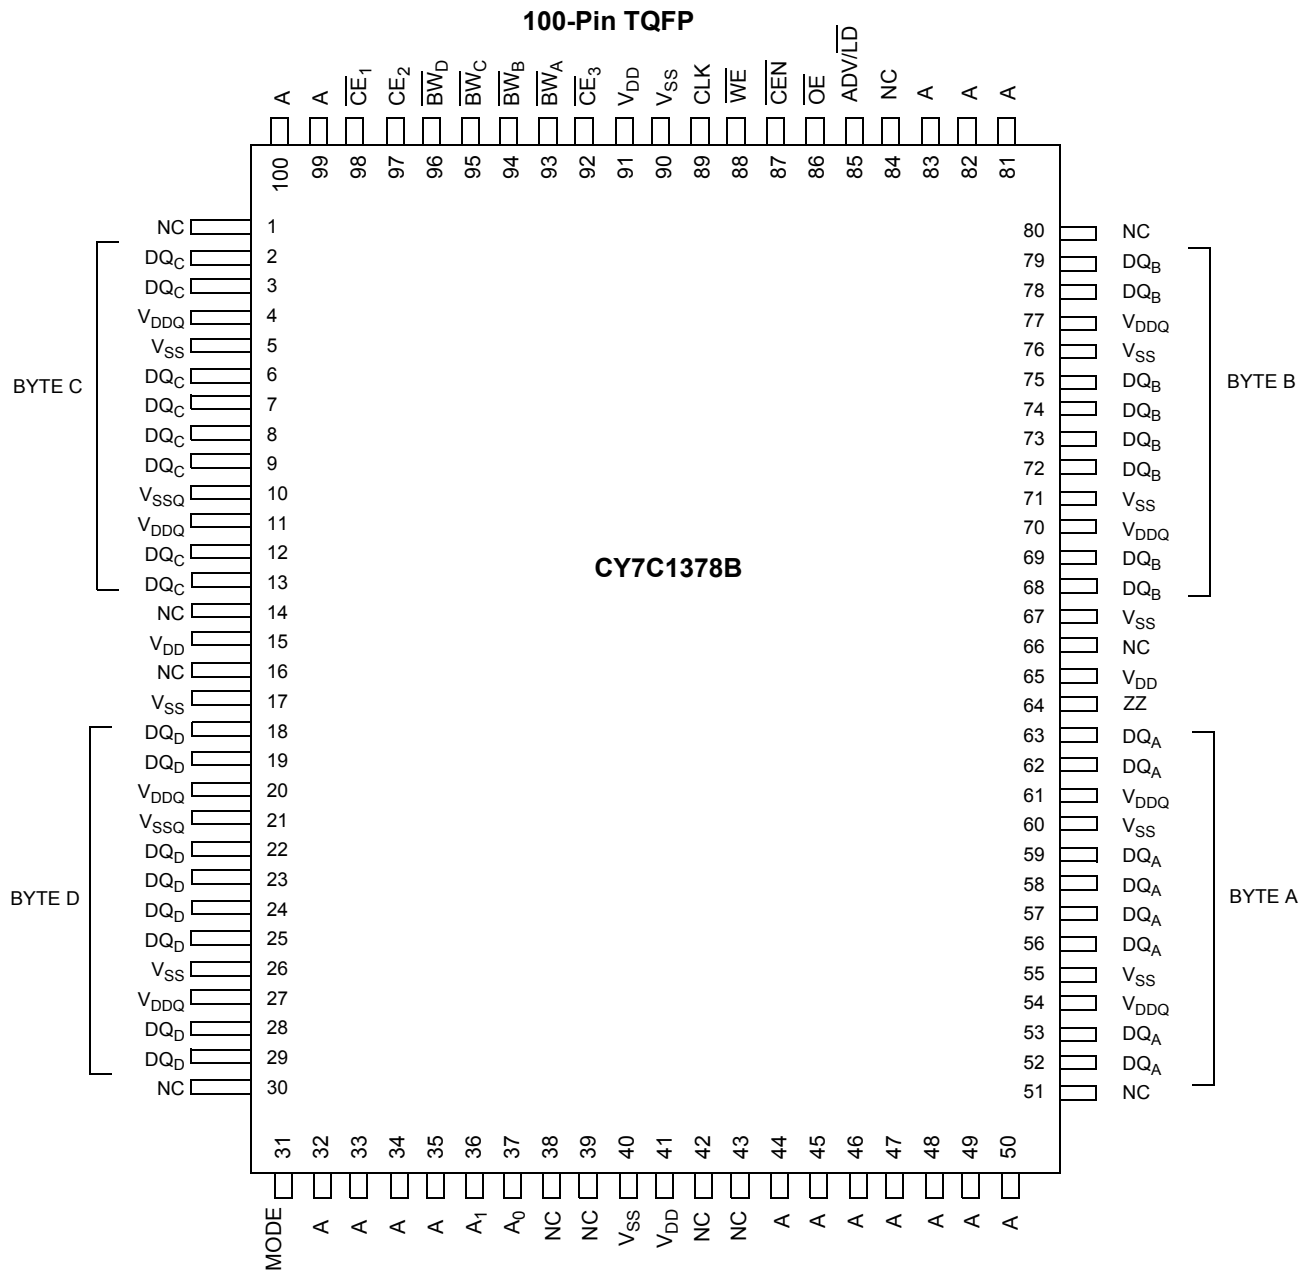 100-Pin TQFP
A A CE1 CE2 BWD BWC BWB BWA CE3 VDD VSS CLK WE CEN OE ADV/LD NC A A A
100 99 98 97 96 95 94 93 92 91 90 89 88 87 86 85 84 83 82 81
NC 1
DQC 2
DQC 3
VDDQ 4
VSS 5
DQC 6
BYTE C
DQC 7
DQC 8
DQC 9
VSSQ 10
VDDQ 11
DQC 12
DQC 13
NC 14
VDD 15
NC 16
VSS 17
DQD 18
DQD 19
VDDQ 20
VSSQ 21
DQD 22
DQD 23
BYTE D
DQD 24
DQD 25
VSS 26
VDDQ 27
DQD 28
DQD 29
NC 30
CY7C1378B
80 NC
79 DQB
78 DQB
77 VDDQ
76 VSS
75 DQB
BYTE B
74 DQB
73 DQB
72 DQB
71 VSS
70 VDDQ
69 DQB
68 DQB
67 VSS
66 NC
65 VDD
64 ZZ
63 DQA
62 DQA
61 VDDQ
60 VSS
59 DQA
58 DQA
BYTE A
57 DQA
56 DQA
55 VSS
54 VDDQ
53 DQA
52 DQA
51 NC
31 32 33 34 35 36 37 38 39 40 41 42 43 44 45 46 47 48 49 50
MODE A A A A A1 A0 NC NC VSS VDD NC NC A A A A A A A